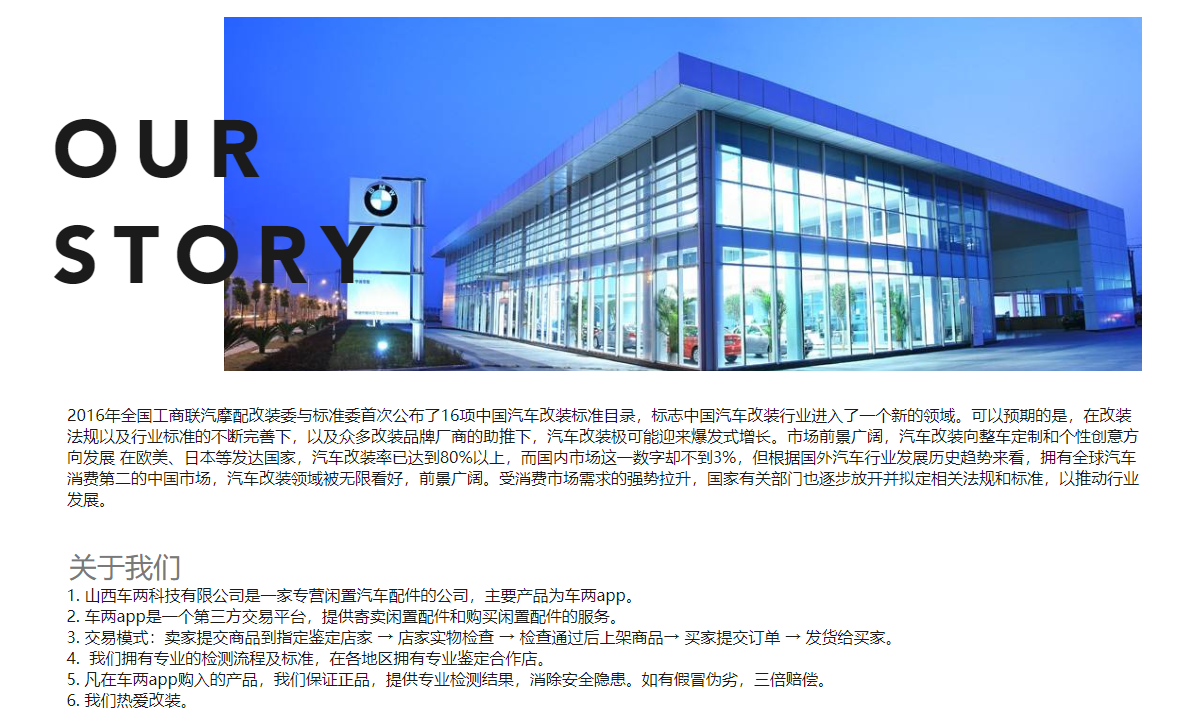 OUR
STORY
BMW
2016年全国工商联汽摩配改装委与标准委首次公布了16项中国汽车改装标准目录，标志中国汽车改装行业进入了一个新的领域。可以预期的是，在改装
法规以及行业标准的不断完善下，以及众多改装品牌厂商的助推下，汽车改装极可能迎来爆发式增长。市场前景广阔，汽车改装向整车定制和个性创意方
向发展 在欧美、日本等发达国家，汽车改装率已达到80%以上，而国内市场这一数字却不到3%，但根据国外汽车行业发展历史趋势来看，拥有全球汽车
消费第二的中国市场，汽车改装领域被无限看好，前景广阔。受消费市场需求的强势拉升，国家有关部门也逐步放开并拟定相关法规和标准，以推动行业
发展。
关于我们
1. 山西车两科技有限公司是一家专营闲置汽车配件的公司，主要产品为车两app。
2. 车两app是一个第三方交易平台，提供寄卖闲置配件和购买闲置配件的服务。
3. 交易模式：卖家提交商品到指定鉴定店家 → 店家实物检查 → 检查通过后上架商品→ 买家提交订单 → 发货给买家。
4. 我们拥有专业的检测流程及标准，在各地区拥有专业鉴定合作店。
5. 凡在车两app购入的产品，我们保证正品，提供专业检测结果，消除安全隐患。如有假冒伪劣，三倍赔偿。
6. 我们热爱改装。